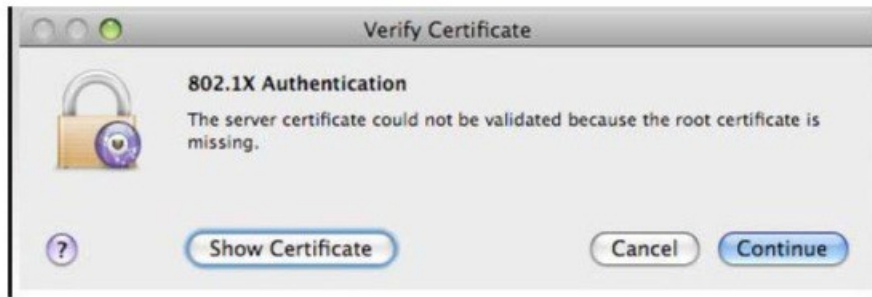 Verify Certificate
802.1X Authentication
The server certificate could not be validated because the root certificate is
missing.
?
Show Certificate
Cancel
Continue